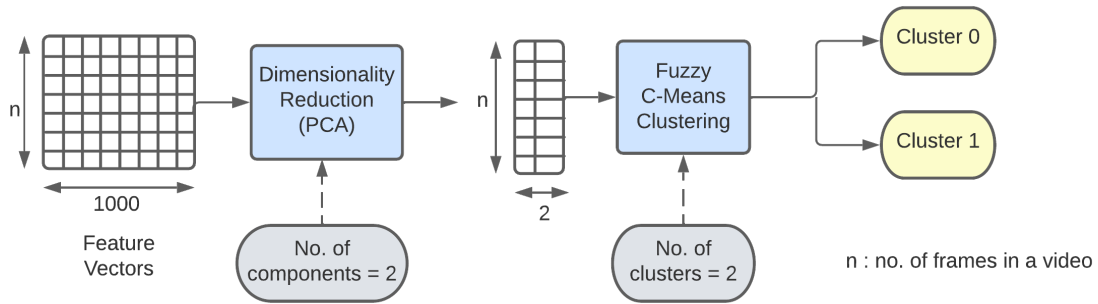 n
1000
Feature
Vectors
Dimensionality
Reduction
(PCA)
No. of
components = 2
n
2
Fuzzy
C-Means
Clustering
No. of
clusters = 2
Cluster 0
Cluster 1
n : no. of frames in a video